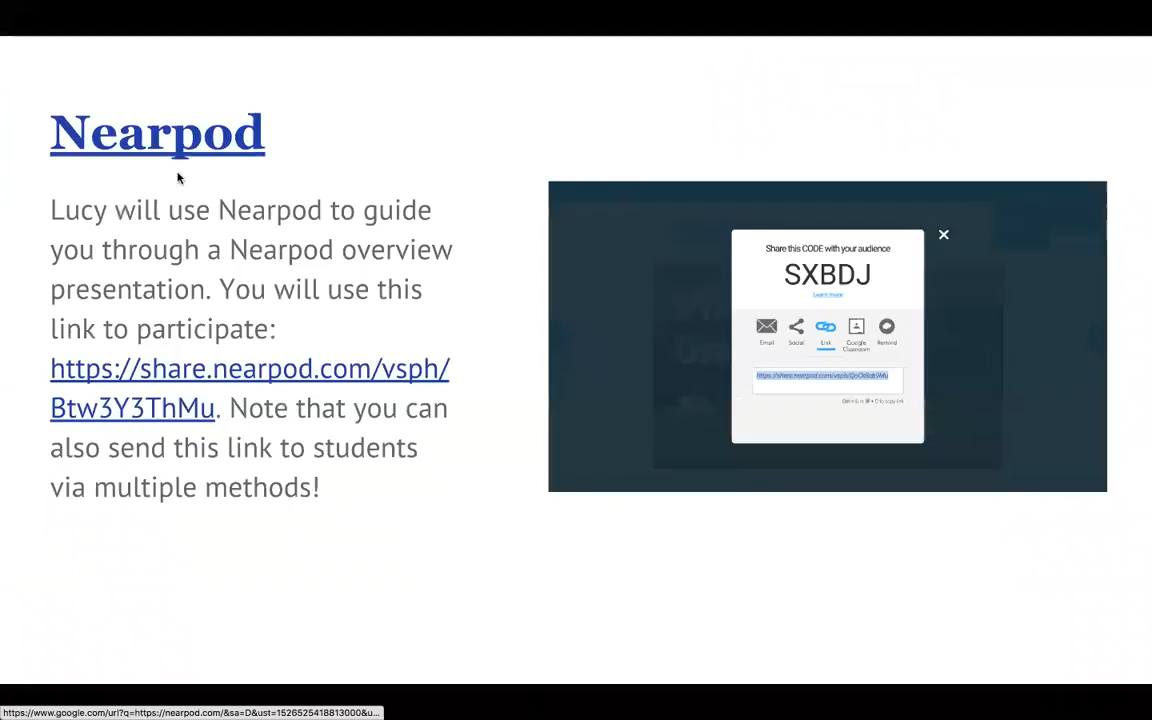 Nearpod
Lucy will use Nearpod to guide
you through a Nearpod overview
presentation. You will use this
link to participate:
https://share.nearpod.com/vsph/
Btw3Y3ThMu. Note that you can
also send this link to students
via multiple methods!
Share this CODE with your audience
SXBDJ
Learn more
Email
Social
Link
Google
Classroom
Remind
to copy link
https://www.google.com/url?q=https://nearpod.com/&sa=D&ust=1526525418813000&u...